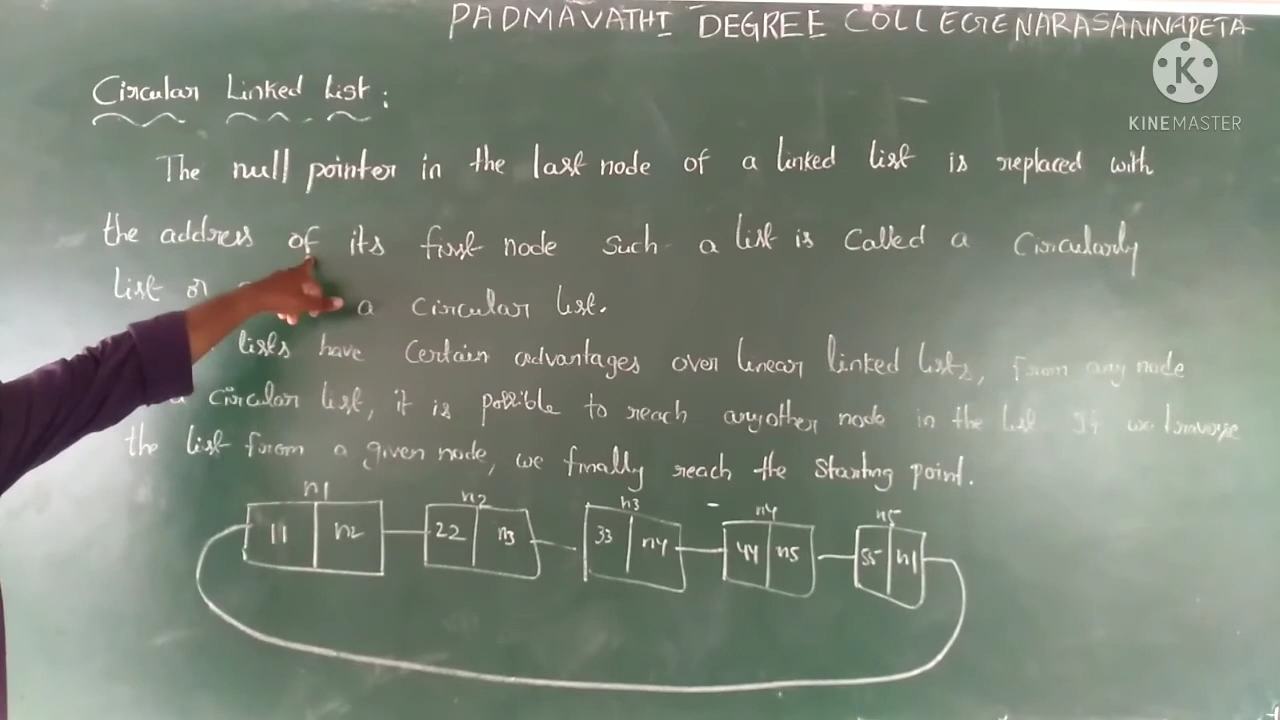 PADMAVATHI DEGREE COLLEGE NARASANNAPETA
K
KINEMASTER
Circular Linked List:
The null pointer in the last node of a linked list is replaced with
the address of its first node such a list is called a Circularly
list or a Circular list.
lists have certain advantages over linear linked lists, from any node
a circular list, it is possible to reach anyother node in the list If we traverse
the list from a given node, we finally reach the starting point.
n1 n2 n3 n4 n5
11 n2 22 n3 33 n4 44 n5 55 n1